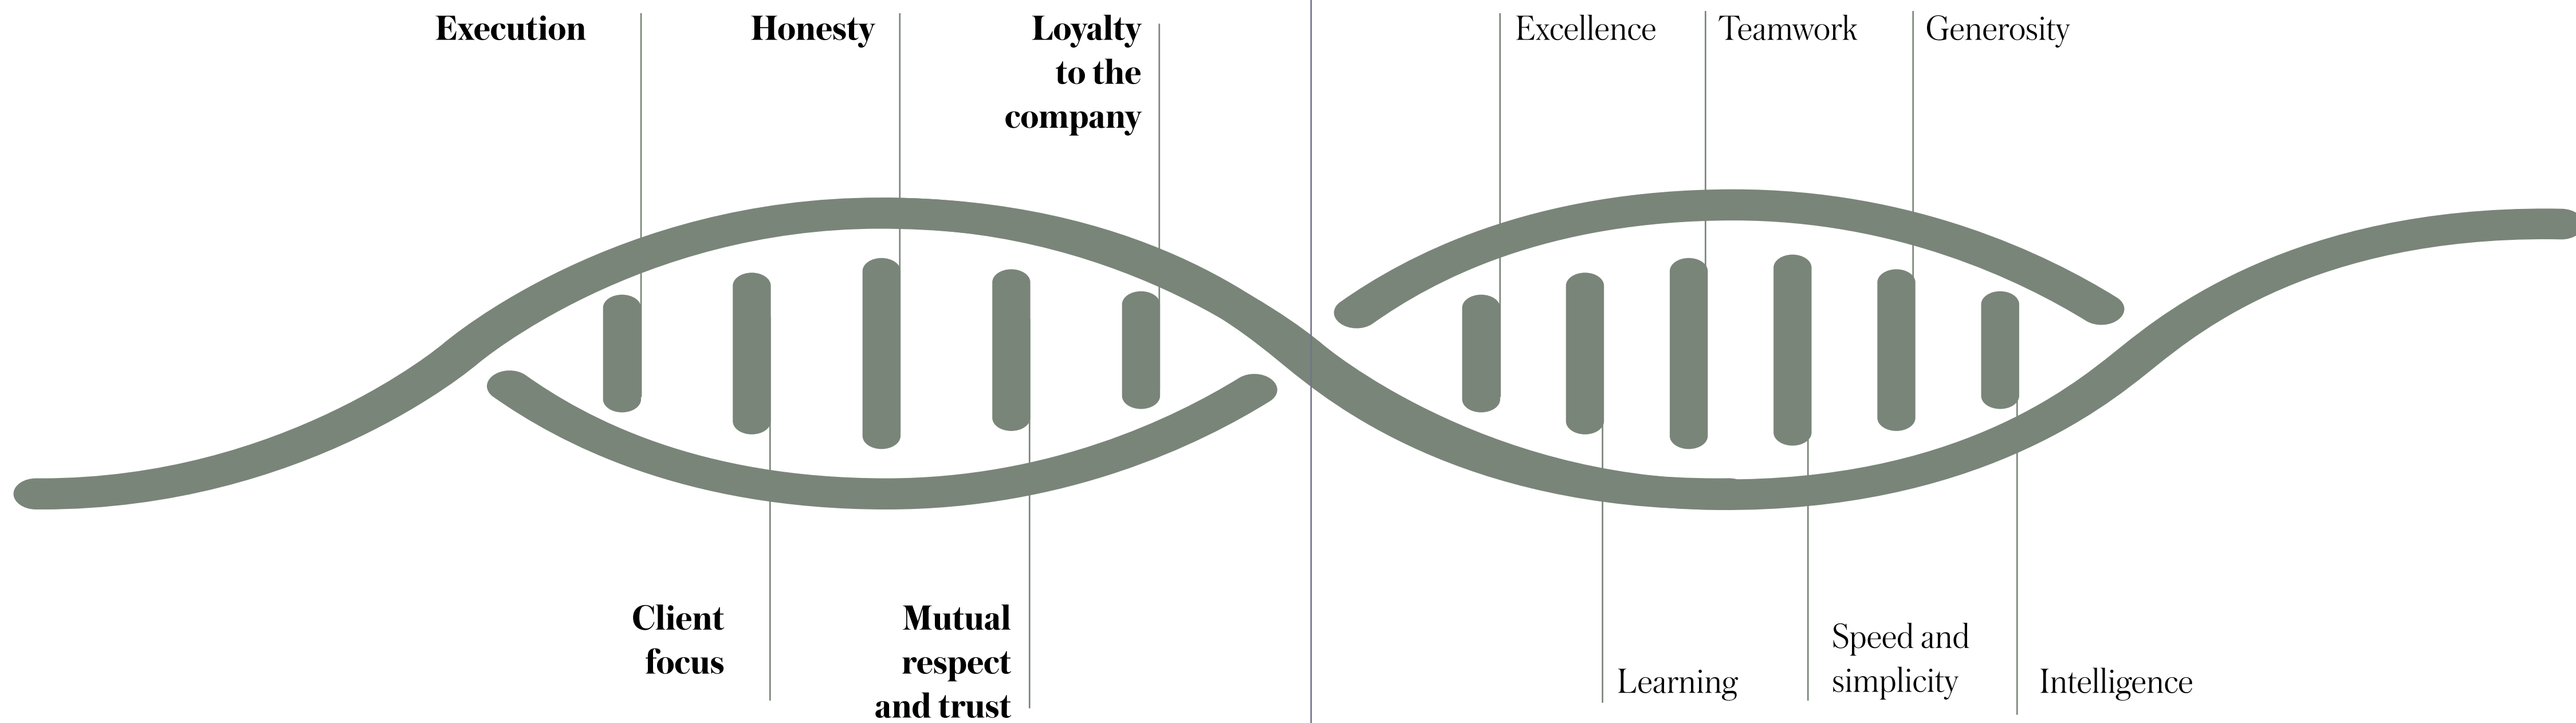 Execution
Honesty
Loyalty
to the
company
Excellence
Teamwork
Generosity
Client
focus
Mutual
respect
and trust
Learning
Speed and
simplicity
Intelligence